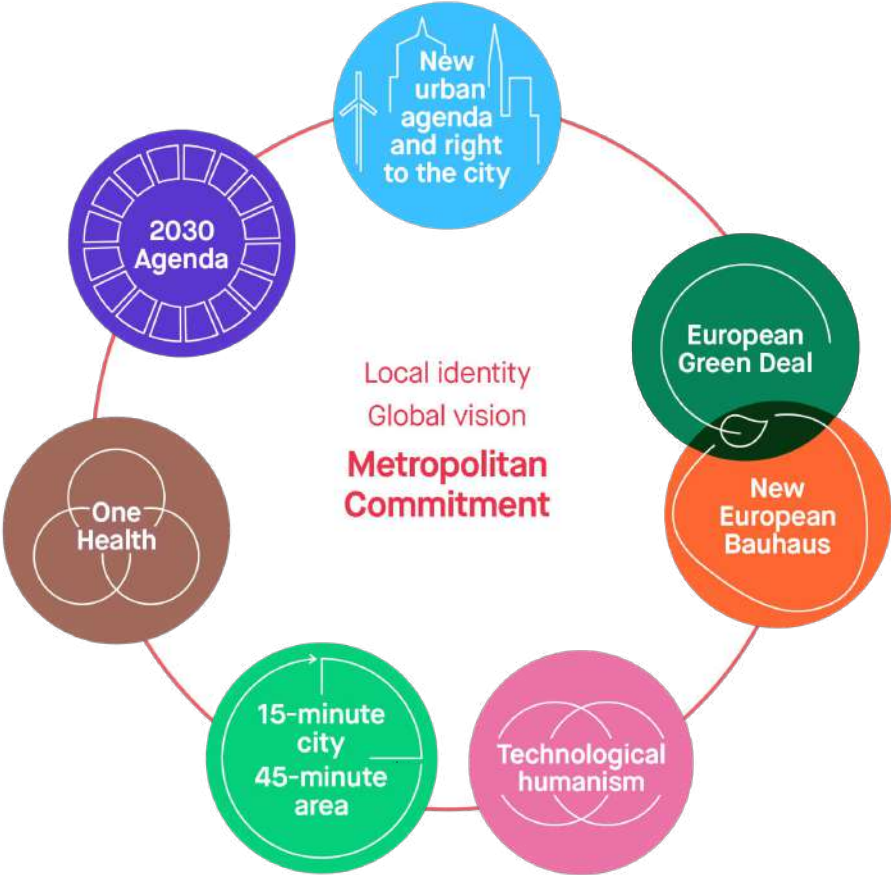 New
urban
agenda
and right
to the city
2030
Agenda
European
Green Deal
Local identity
Global vision
Metropolitan
Commitment
New
European
Bauhaus
One
Health
15-minute
city
45-minute
area
Technological
humanism